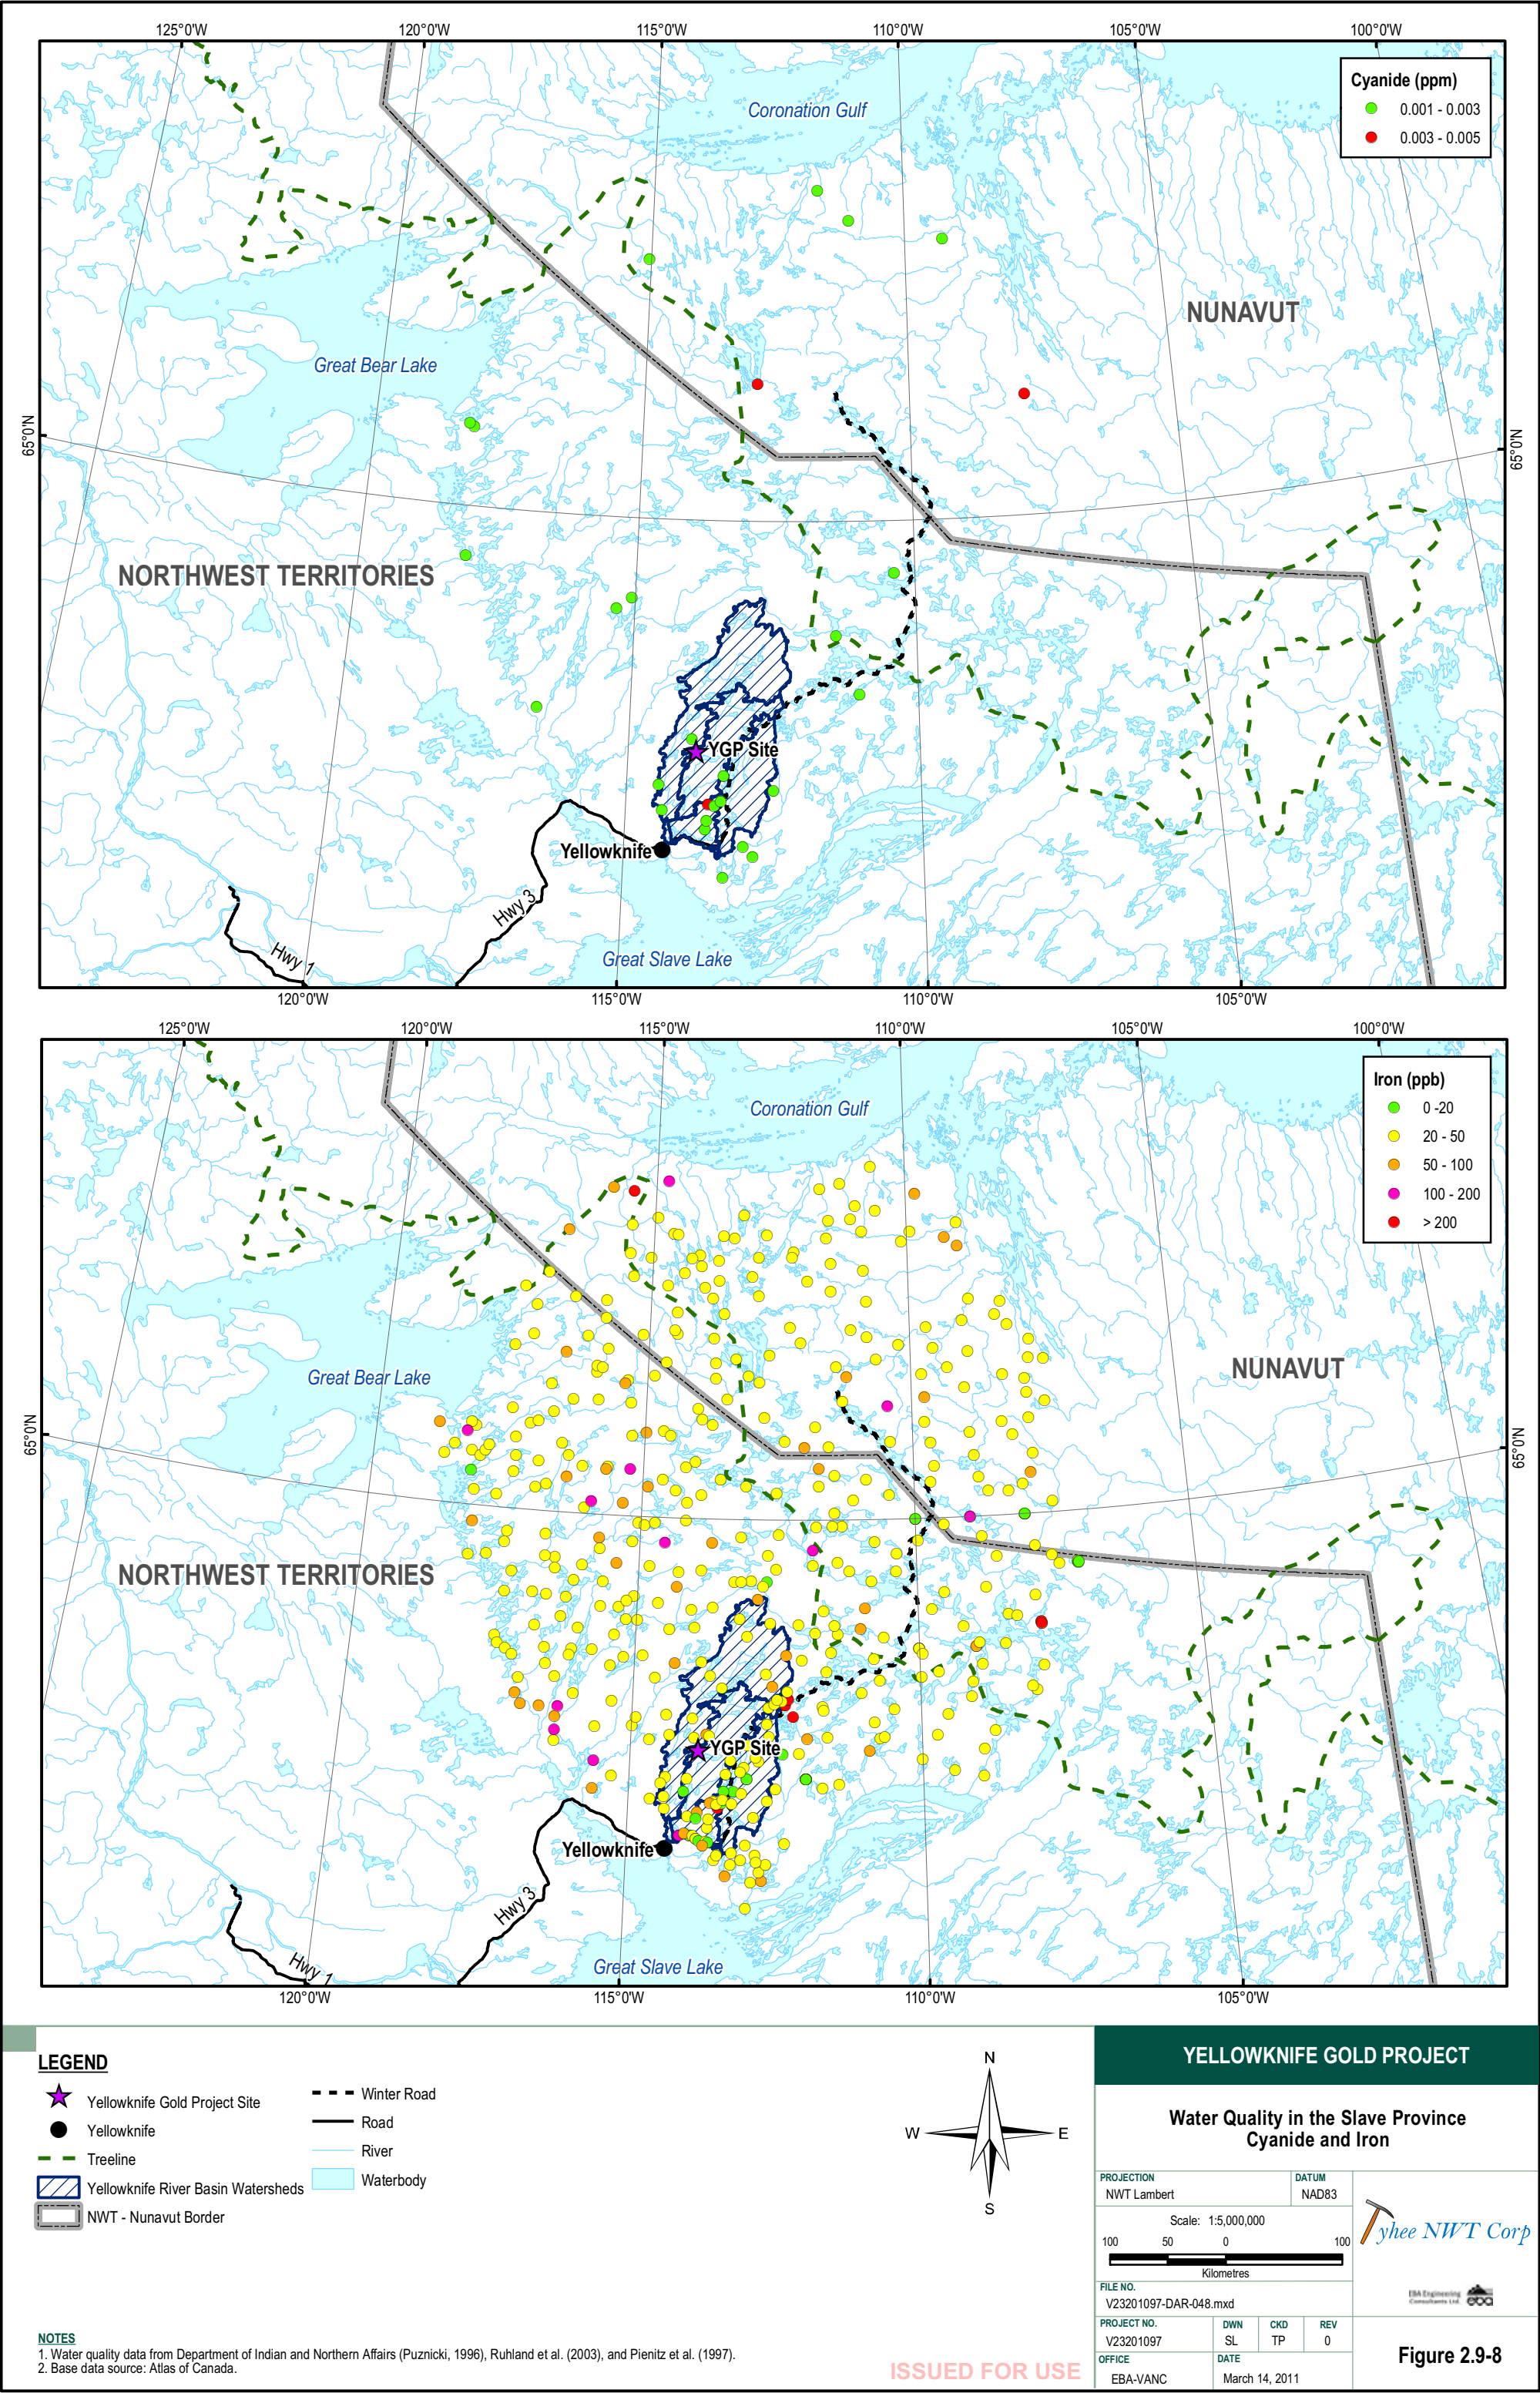 125°0'W 120°0'W 115°0'W 110°0'W 105°0'W 100°0'W
Cyanide (ppm)
0.001 - 0.003
0.003 - 0.005
Coronation Gulf
NUNAVUT
Great Bear Lake
65°0'N
65°0'N
NORTHWEST TERRITORIES
YGP Site
Yellowknife
Hwy 3
Hwy 1
Great Slave Lake
120°0'W 115°0'W 110°0'W 105°0'W
125°0'W 120°0'W 115°0'W 110°0'W 105°0'W 100°0'W
Iron (ppb)
0 -20
20 - 50
50 - 100
100 - 200
> 200
Coronation Gulf
NUNAVUT
Great Bear Lake
65°0'N
65°0'N
NORTHWEST TERRITORIES
YGP Site
Yellowknife
Hwy 3
Hwy 1
Great Slave Lake
120°0'W 115°0'W 110°0'W 105°0'W
LEGEND
Yellowknife Gold Project Site
Yellowknife
Treeline
Yellowknife River Basin Watersheds
NWT - Nunavut Border
Winter Road
Road
River
Waterbody
N
W E
S
NOTES
1. Water quality data from Department of Indian and Northern Affairs (Puznicki, 1996), Ruhland et al. (2003), and Pienitz et al. (1997).
2. Base data source: Atlas of Canada.
ISSUED FOR USE
YELLOWKNIFE GOLD PROJECT
Water Quality in the Slave Province
Cyanide and Iron
PROJECTION
NWT Lambert
DATUM
NAD83
Scale: 1:5,000,000
100 50 0 100
Kilometres
FILE NO.
V23201097-DAR-048.mxd
PROJECT NO.
V23201097
DWN
SL
CKD
TP
REV
0
OFFICE
EBA-VANC
DATE
March 14, 2011
Tyhee NWT Corp
EBA Engineering
Consultants Ltd.
eba
Figure 2.9-8